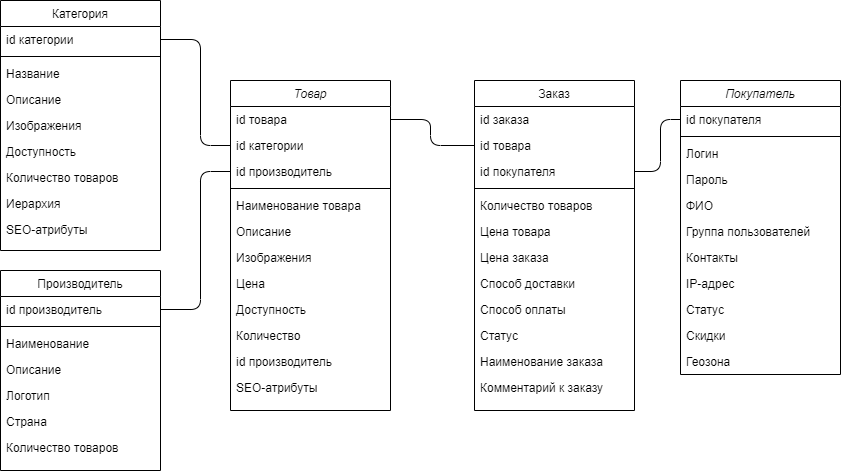 Категория
id категории
Название
Описание
Изображения
Доступность
Количество товаров
Иерархия
SEO-атрибуты
Производитель
id производитель
Наименование
Описание
Логотип
Страна
Количество товаров
Товар
id товара
id категории
id производитель
Наименование товара
Описание
Изображения
Цена
Доступность
Количество
id производитель
SEO-атрибуты
Заказ
id заказа
id товара
id покупателя
Количество товаров
Цена товара
Цена заказа
Способ доставки
Способ оплаты
Статус
Наименование заказа
Комментарий к заказу
Покупатель
id покупателя
Логин
Пароль
ФИО
Группа пользователей
Контакты
IP-адрес
Статус
Скидки
Геозона